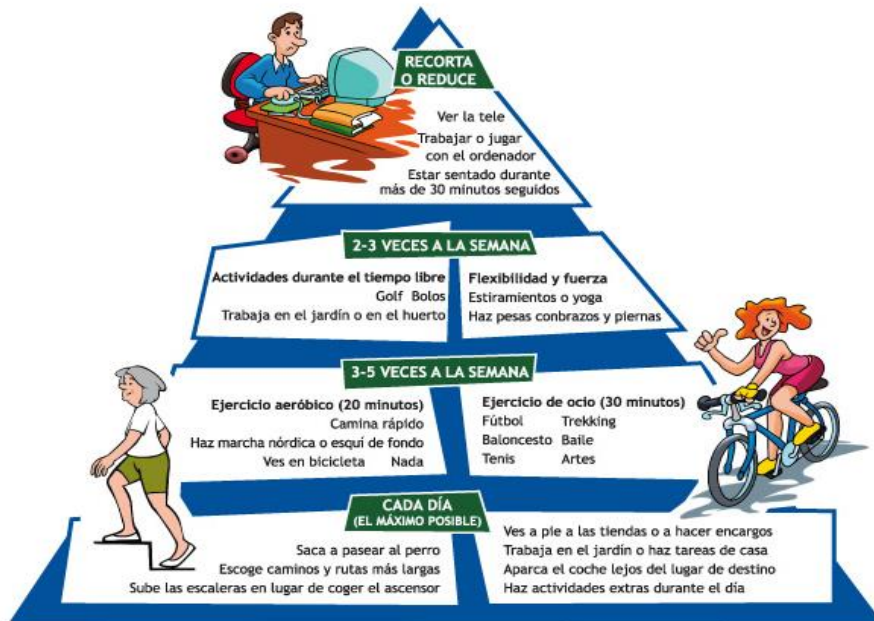 RECORTA
O REDUCE
Ver la tele
Trabajar o jugar
con el ordenador
Estar sentado durante
más de 30 minutos seguidos
2-3 VECES A LA SEMANA
Actividades durante el tiempo libre
Golf Bolos
Trabaja en el jardín o en el huerto
Flexibilidad y fuerza
Estiramientos o yoga
Haz pesas conbrazos y piernas
3-5 VECES A LA SEMANA
Ejercicio aeróbico (20 minutos)
Camina rápido
Haz marcha nórdica o esquí de fondo
Ves en bicicleta Nada
Ejercicio de ocio (30 minutos)
Fútbol Trekking
Baloncesto Baile
Tenis Artes
CADA DÍA
(EL MÁXIMO POSIBLE)
Saca a pasear al perro
Escoge caminos y rutas más largas
Sube las escaleras en lugar de coger el ascensor
Ves a pie a las tiendas o a hacer encargos
Trabaja en el jardín o haz tareas de casa
Aparca el coche lejos del lugar de destino
Haz actividades extras durante el día